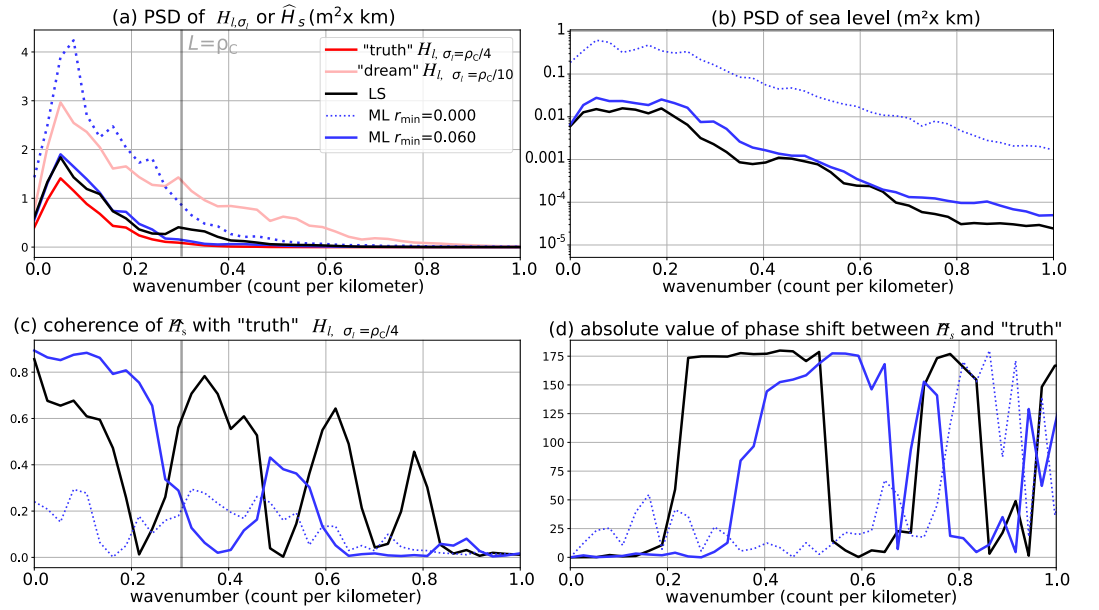 (a) PSD of H_{l,σ_l} or Ĥ_s (m²x km)
L=ρ_C
"truth" H_{l, σ_l=ρ_C/4}
"dream" H_{l, σ_l=ρ_C/10}
LS
ML r_min=0.000
ML r_min=0.060
4
3
2
1
0
0.0 0.2 0.4 0.6 0.8 1.0
wavenumber (count per kilometer)
(b) PSD of sea level (m²x km)
1
0.1
0.01
0.001
10⁻⁴
10⁻⁵
0.0 0.2 0.4 0.6 0.8 1.0
wavenumber (count per kilometer)
(c) coherence of Ĥ_s with "truth" H_{l, σ_l=ρ_C/4}
0.8
0.6
0.4
0.2
0.0
0.0 0.2 0.4 0.6 0.8 1.0
wavenumber (count per kilometer)
(d) absolute value of phase shift between Ĥ_s and "truth"
175
150
125
100
75
50
25
0
0.0 0.2 0.4 0.6 0.8 1.0
wavenumber (count per kilometer)